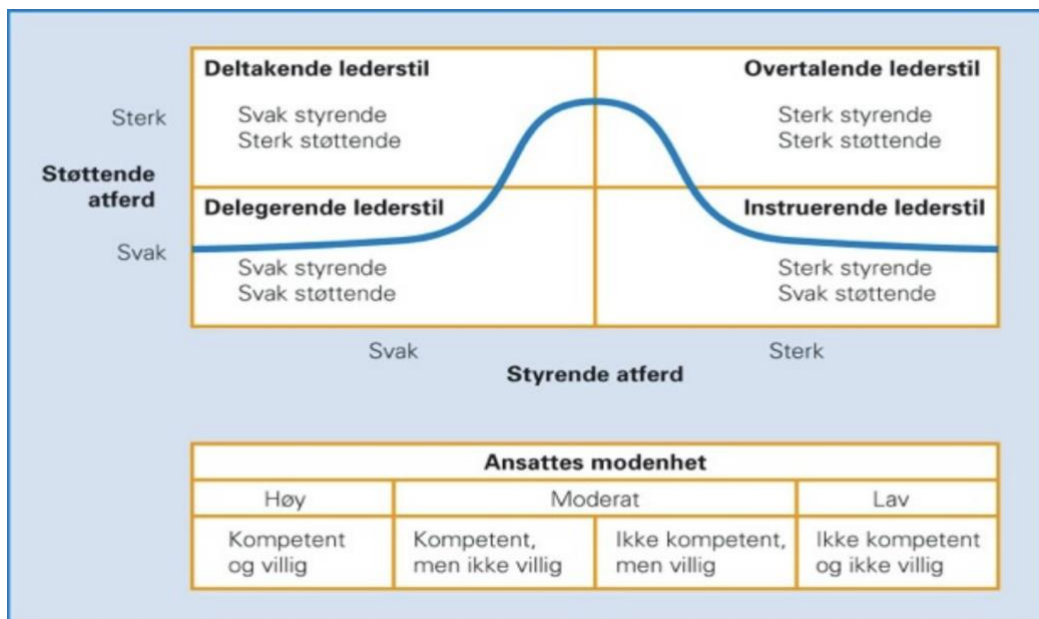 Deltakende lederstil
Overtalende lederstil
Sterk
Svak styrende
Sterk støttende
Sterk styrende
Sterk støttende
Støttende
atferd
Delegerende lederstil
Instruerende lederstil
Svak
Svak styrende
Svak støttende
Sterk styrende
Svak støttende
Svak
Sterk
Styrende atferd
Ansattes modenhet
Høy
Moderat
Lav
Kompetent
og villig
Kompetent,
men ikke villig
Ikke kompetent,
men villig
Ikke kompetent
og ikke villig